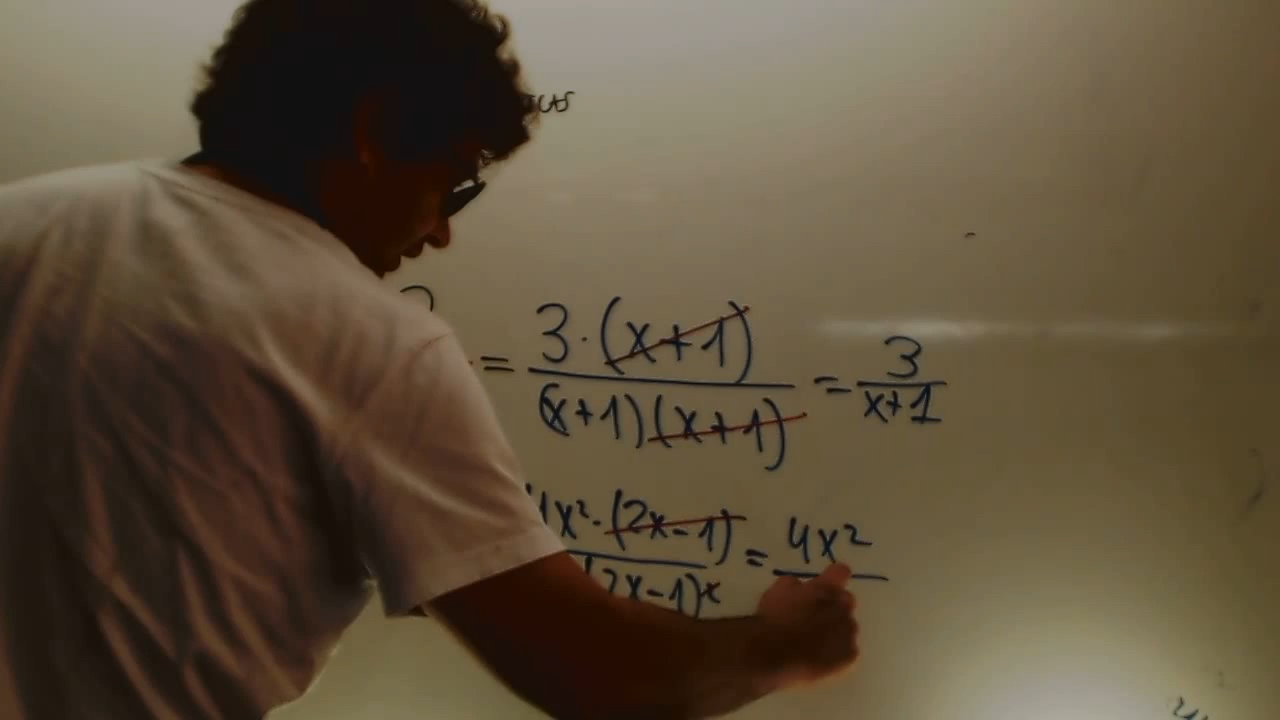 = 3·(x+1) / (x+1)(x+1) = 3 / x+1
4x²·(2x-1) / (2x-1)ˣ = 4x²